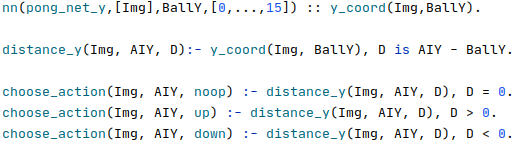 nn(pong_net_y,[Img],BallY,[0,...,15]) :: y_coord(Img,BallY).
distance_y(Img, AIY, D):- y_coord(Img, BallY), D is AIY - BallY.
choose_action(Img, AIY, noop) :- distance_y(Img, AIY, D), D = 0.
choose_action(Img, AIY, up) :- distance_y(Img, AIY, D), D > 0.
choose_action(Img, AIY, down) :- distance_y(Img, AIY, D), D < 0.